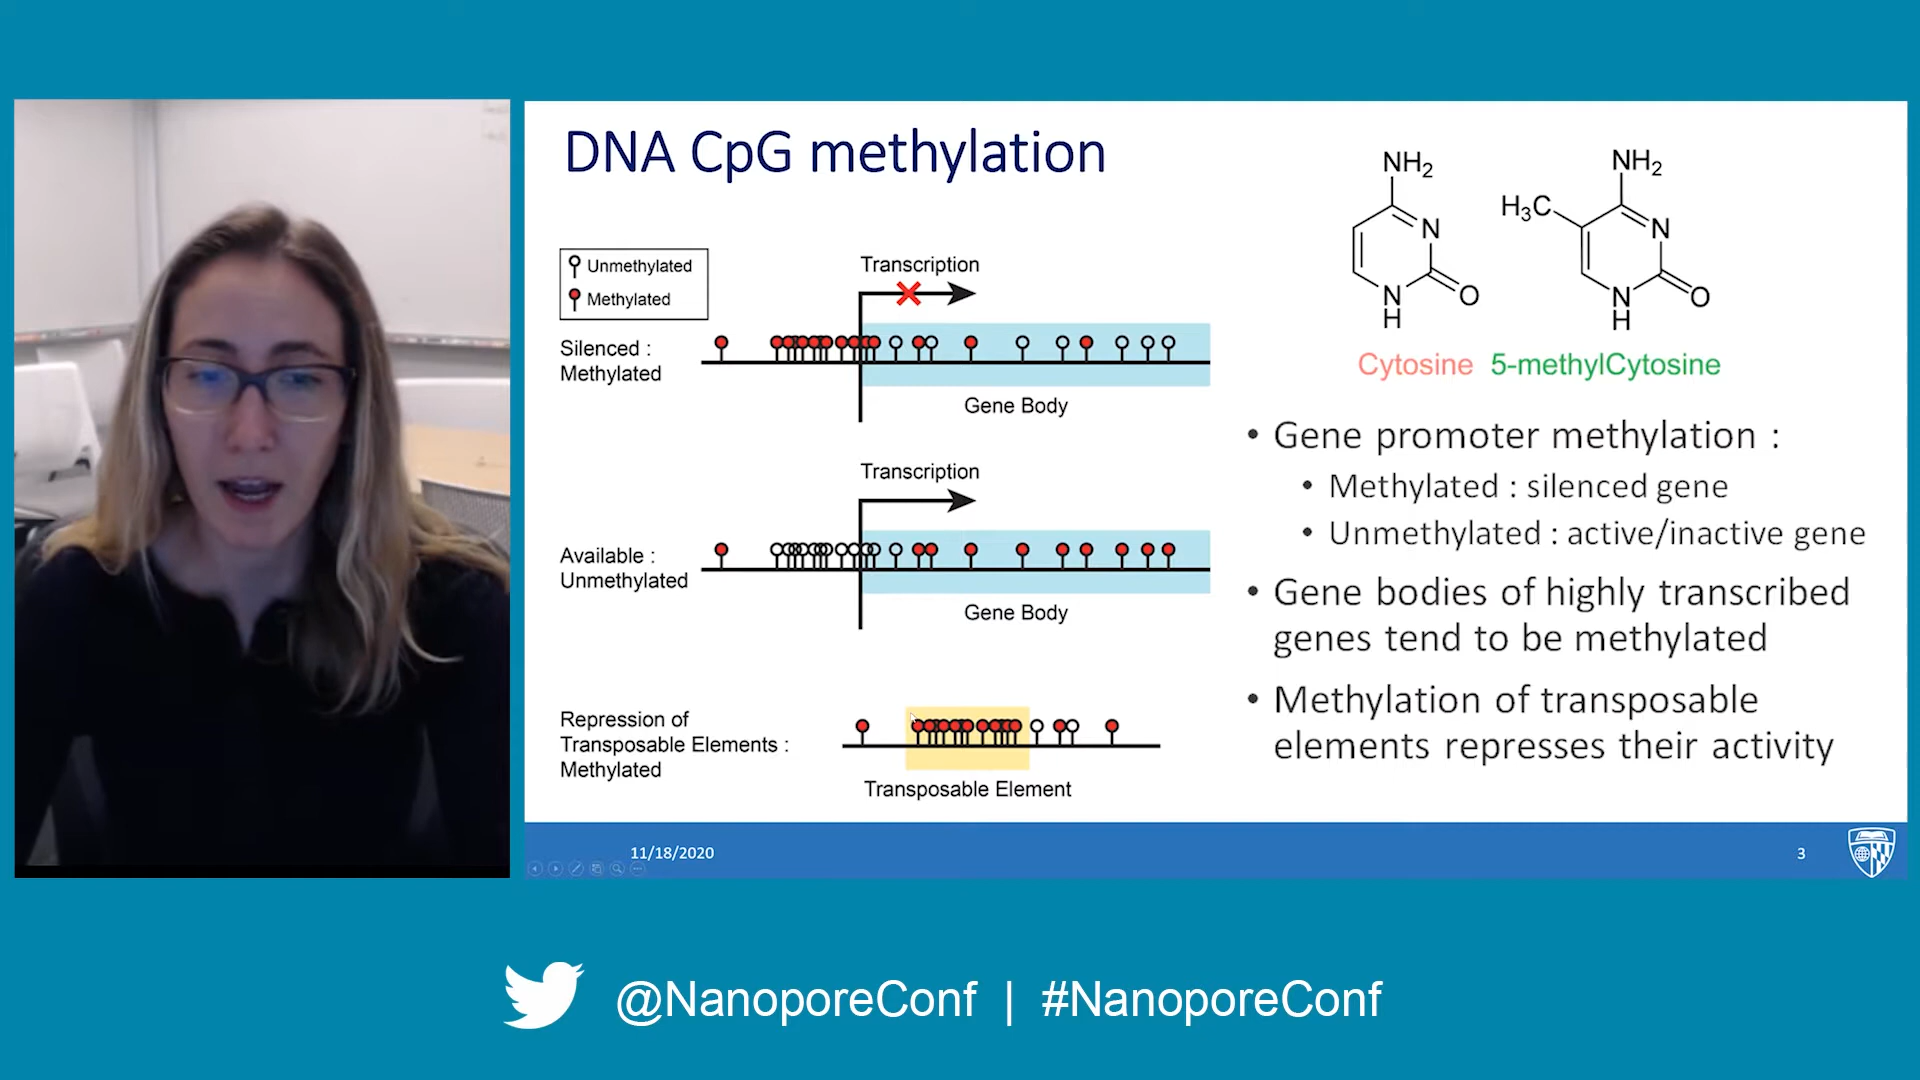 DNA CpG methylation
Unmethylated
Methylated
Transcription
Silenced :
Methylated
Gene Body
Transcription
Available :
Unmethylated
Gene Body
Repression of
Transposable Elements :
Methylated
Transposable Element
NH2
N
O
N
H
Cytosine
NH2
H3C
N
O
N
H
5-methylCytosine
• Gene promoter methylation :
• Methylated : silenced gene
• Unmethylated : active/inactive gene
• Gene bodies of highly transcribed
genes tend to be methylated
• Methylation of transposable
elements represses their activity
11/18/2020
3
@NanoporeConf | #NanoporeConf